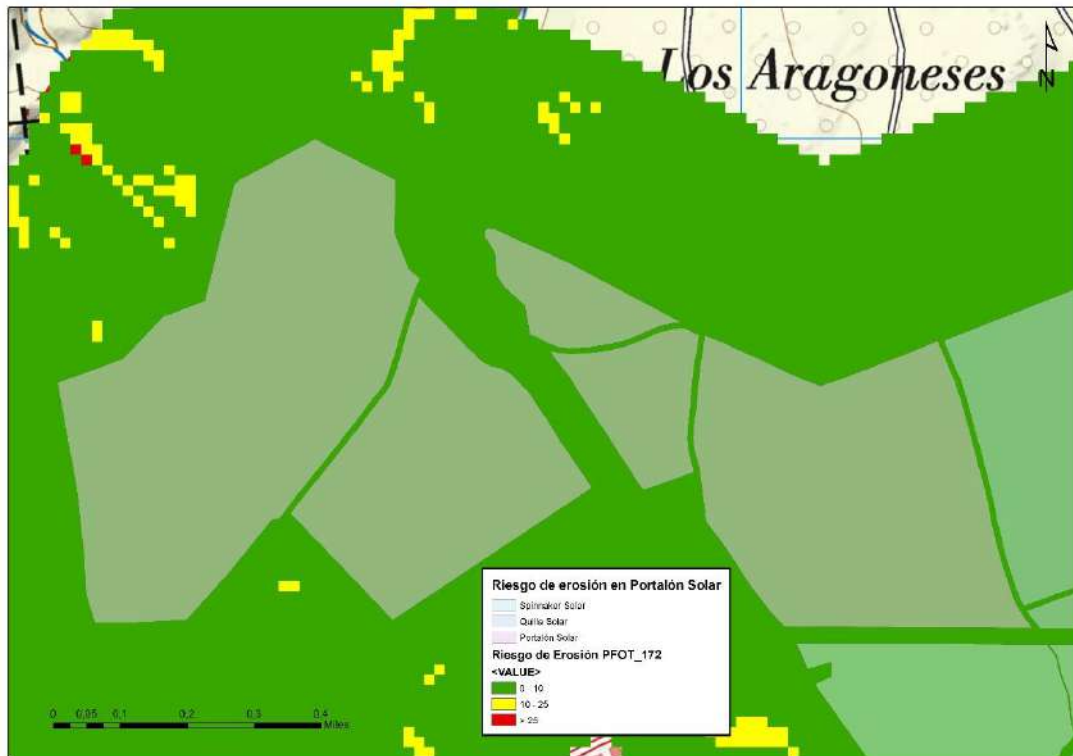 Los Aragoneses
N
Riesgo de erosión en Portalón Solar
Spinnaker Solar
Quilla Solar
Portalón Solar
Riesgo de Erosión PFOT_172
<VALUE>
0 - 10
10 - 25
> 25
0 0,05 0,1 0,2 0,3 0,4
Miles